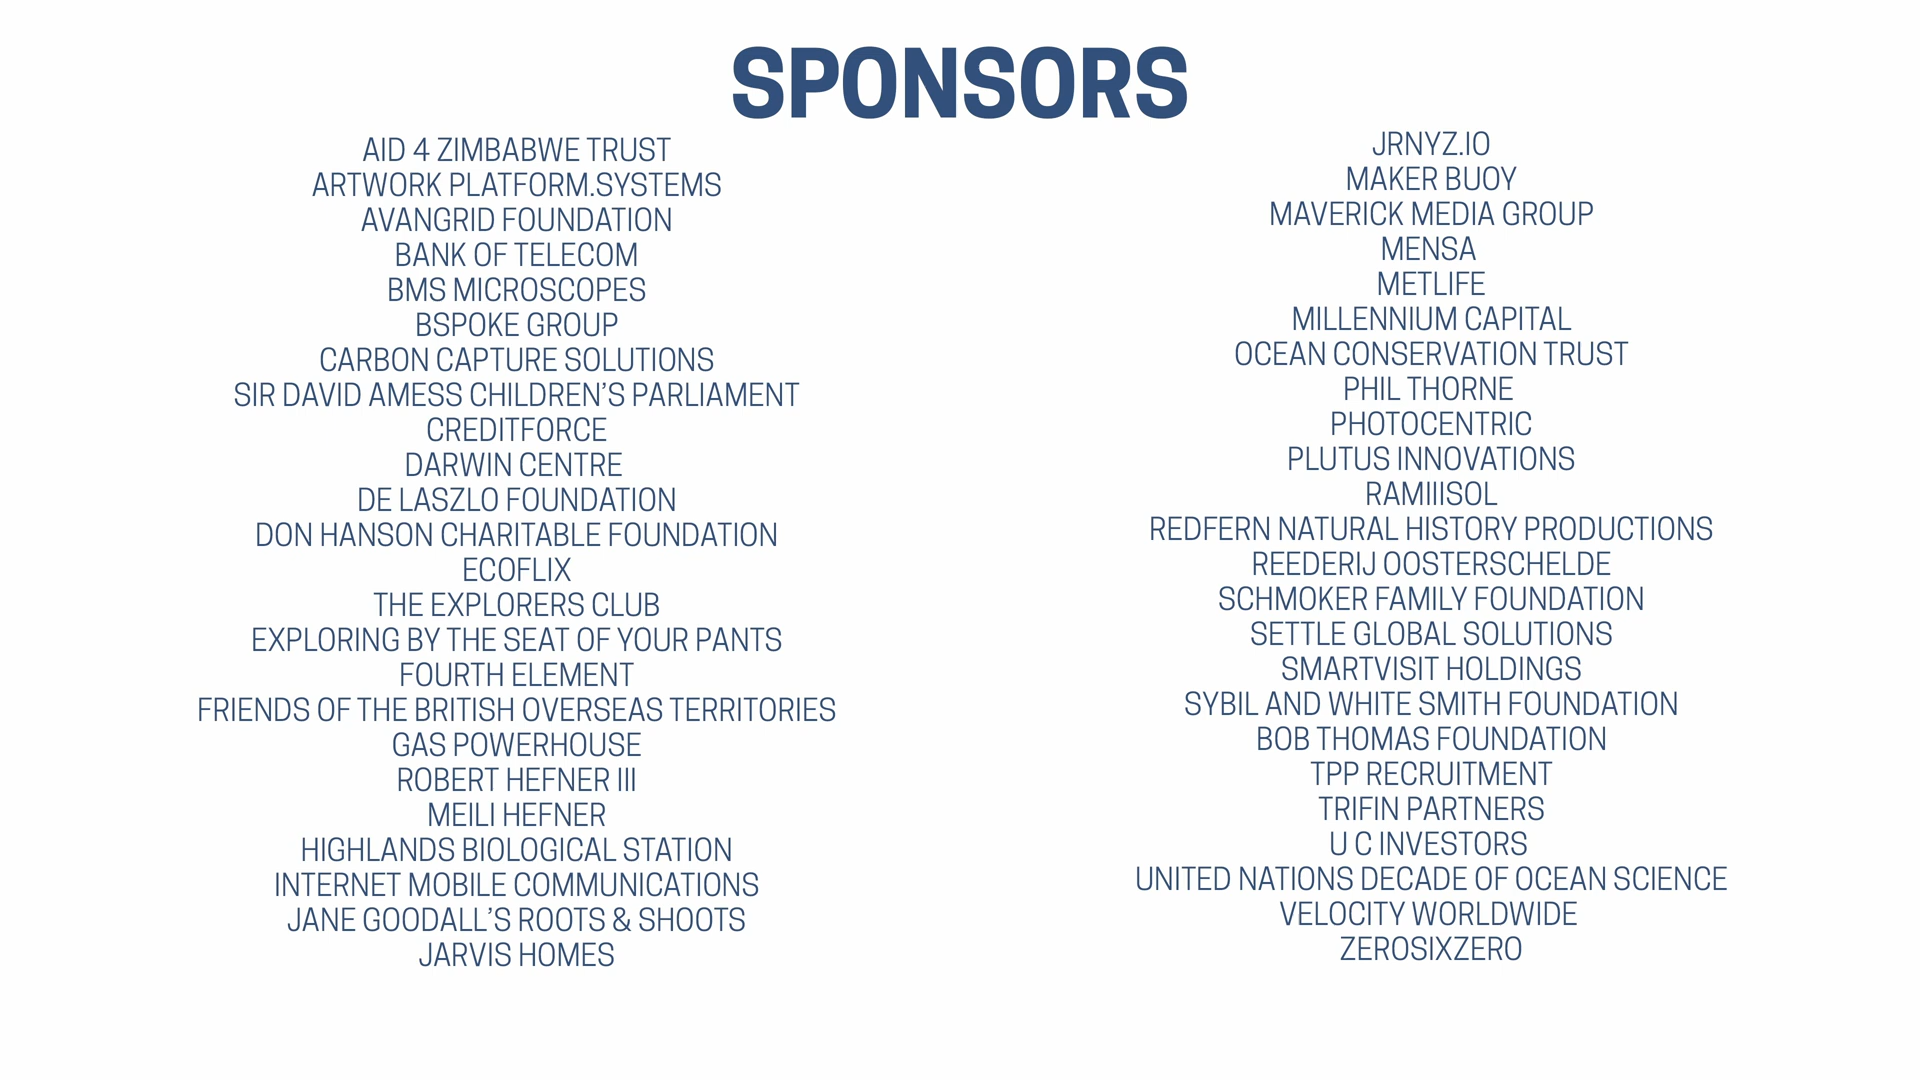 SPONSORS
AID 4 ZIMBABWE TRUST
ARTWORK PLATFORM.SYSTEMS
AVANGRID FOUNDATION
BANK OF TELECOM
BMS MICROSCOPES
BSPOKE GROUP
CARBON CAPTURE SOLUTIONS
SIR DAVID AMESS CHILDREN’S PARLIAMENT
CREDITFORCE
DARWIN CENTRE
DE LASZLO FOUNDATION
DON HANSON CHARITABLE FOUNDATION
ECOFLIX
THE EXPLORERS CLUB
EXPLORING BY THE SEAT OF YOUR PANTS
FOURTH ELEMENT
FRIENDS OF THE BRITISH OVERSEAS TERRITORIES
GAS POWERHOUSE
ROBERT HEFNER III
MEILI HEFNER
HIGHLANDS BIOLOGICAL STATION
INTERNET MOBILE COMMUNICATIONS
JANE GOODALL’S ROOTS & SHOOTS
JARVIS HOMES
JRNYZ.IO
MAKER BUOY
MAVERICK MEDIA GROUP
MENSA
METLIFE
MILLENNIUM CAPITAL
OCEAN CONSERVATION TRUST
PHIL THORNE
PHOTOCENTRIC
PLUTUS INNOVATIONS
RAMIIISOL
REDFERN NATURAL HISTORY PRODUCTIONS
REEDERIJ OOSTERSCHELDE
SCHMOKER FAMILY FOUNDATION
SETTLE GLOBAL SOLUTIONS
SMARTVISIT HOLDINGS
SYBIL AND WHITE SMITH FOUNDATION
BOB THOMAS FOUNDATION
TPP RECRUITMENT
TRIFIN PARTNERS
U C INVESTORS
UNITED NATIONS DECADE OF OCEAN SCIENCE
VELOCITY WORLDWIDE
ZEROSIXZERO